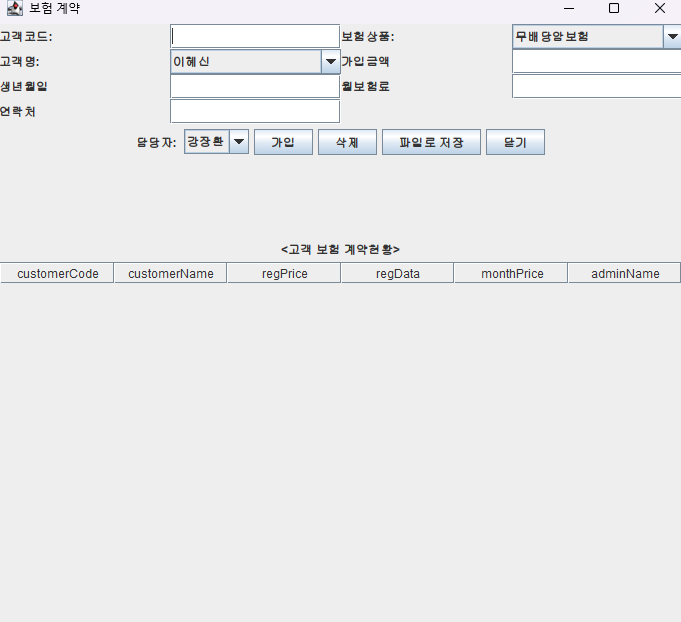 보험 계약
고객코드: 보험상품: 무배당암보험
고객명: 이혜신 가입금액
생년월일 월보험료
연락처
담당자: 강장환 가입 삭제 파일로 저장 닫기
<고객 보험 계약현황>
customerCode customerName regPrice regData monthPrice adminName